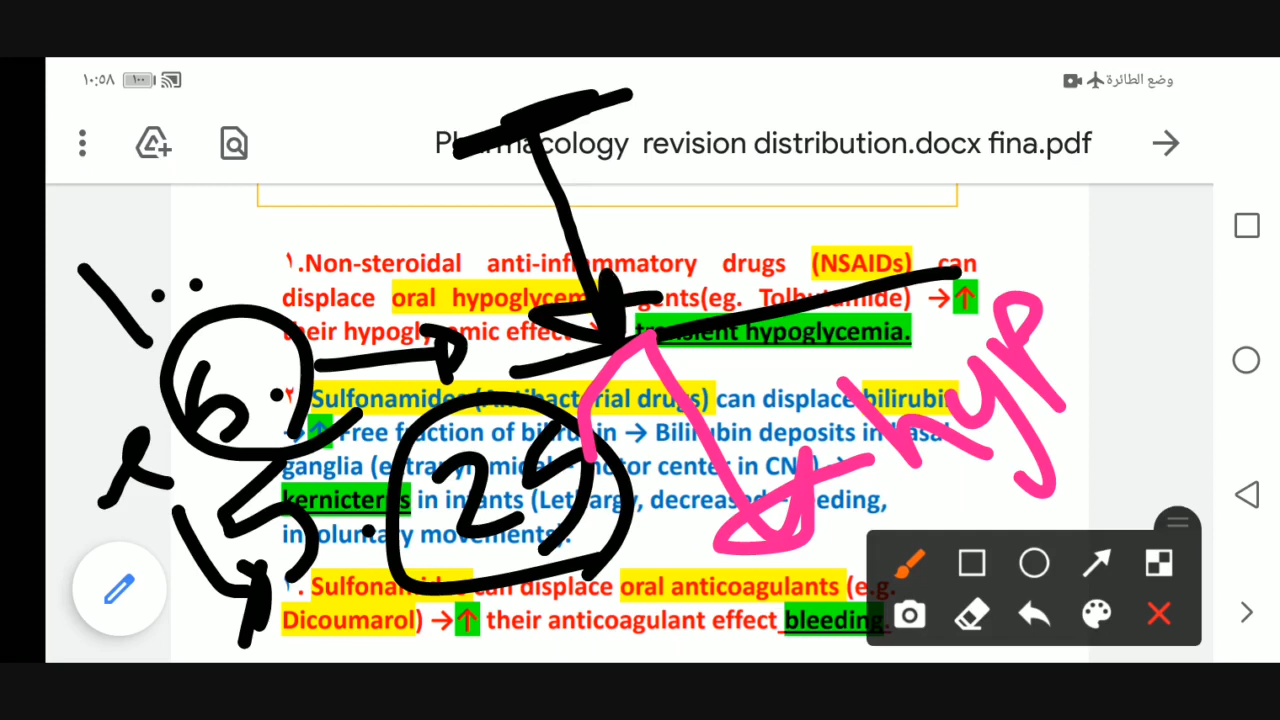 ١٠:٥٨ ١٠٠ وضع الطائرة
Pharmacology revision distribution.docx fina.pdf
١.Non-steroidal anti-inflammatory drugs (NSAIDs) can
displace oral hypoglycemic agents(eg. Tolbutamide) →↑
their hypoglycemic effect → transient hypoglycemia.
٢. Sulfonamides (Antibacterial drugs) can displace bilirubin
→↑ Free fraction of bilirubin → Bilirubin deposits in basal
ganglia (extrapyramidal - motor center in CNS) →
kernicterus in infants (Lethargy, decreased feeding,
involuntary movements).
Sulfonamides can displace oral anticoagulants (e.g.
Dicoumarol) →↑ their anticoagulant effect bleeding.
25
hyp